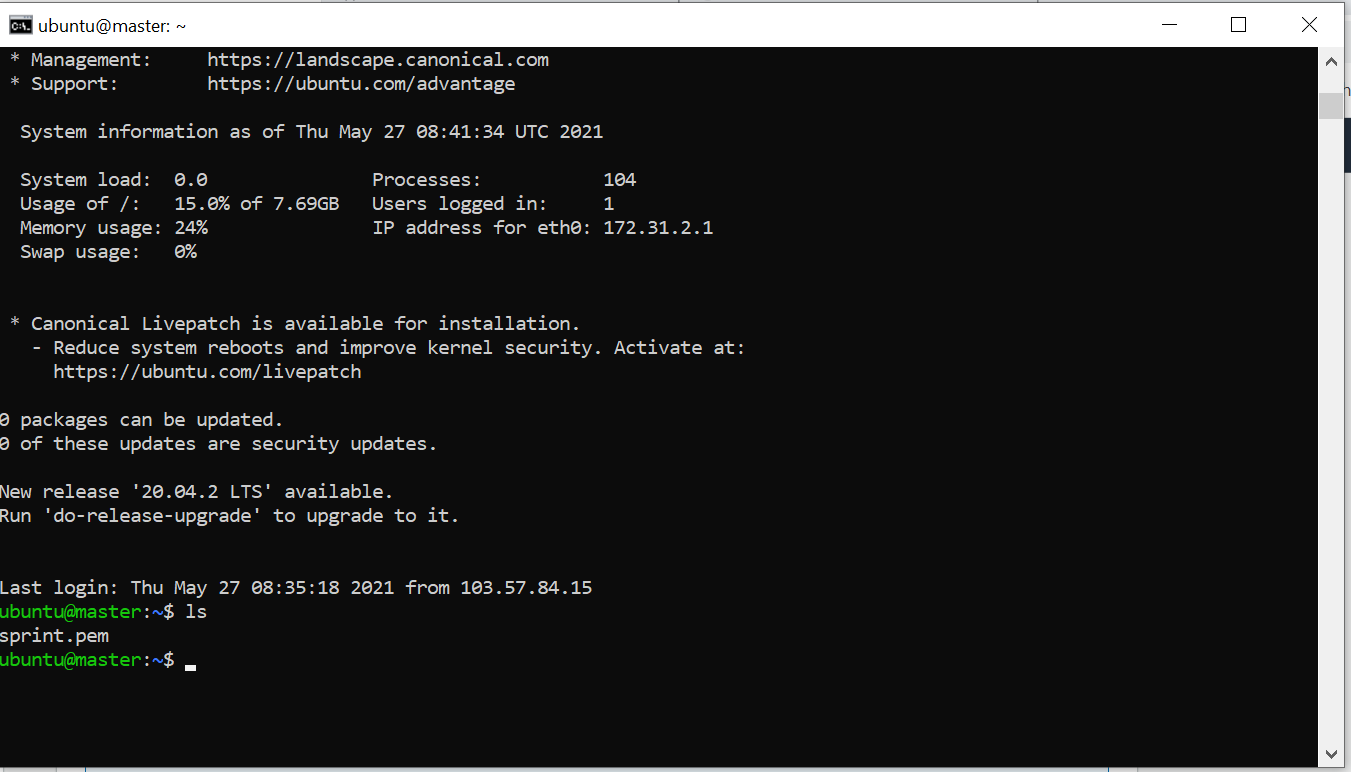 ubuntu@master: ~
* Management:     https://landscape.canonical.com
* Support:        https://ubuntu.com/advantage
System information as of Thu May 27 08:41:34 UTC 2021
System load:  0.0               Processes:           104
Usage of /:   15.0% of 7.69GB   Users logged in:     1
Memory usage: 24%               IP address for eth0: 172.31.2.1
Swap usage:   0%
* Canonical Livepatch is available for installation.
- Reduce system reboots and improve kernel security. Activate at:
https://ubuntu.com/livepatch
0 packages can be updated.
0 of these updates are security updates.
New release '20.04.2 LTS' available.
Run 'do-release-upgrade' to upgrade to it.
Last login: Thu May 27 08:35:18 2021 from 103.57.84.15
ubuntu@master:~$ ls
sprint.pem
ubuntu@master:~$